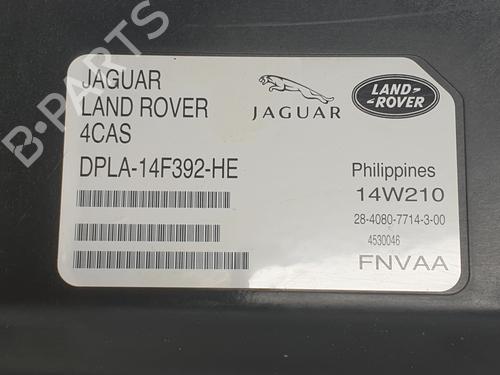 B-PARTS
JAGUAR
LAND ROVER
4CAS
DPLA-14F392-HE
JAGUAR
LAND ROVER
Philippines
14W210
28-4080-7714-3-00
4530046
FNVAA